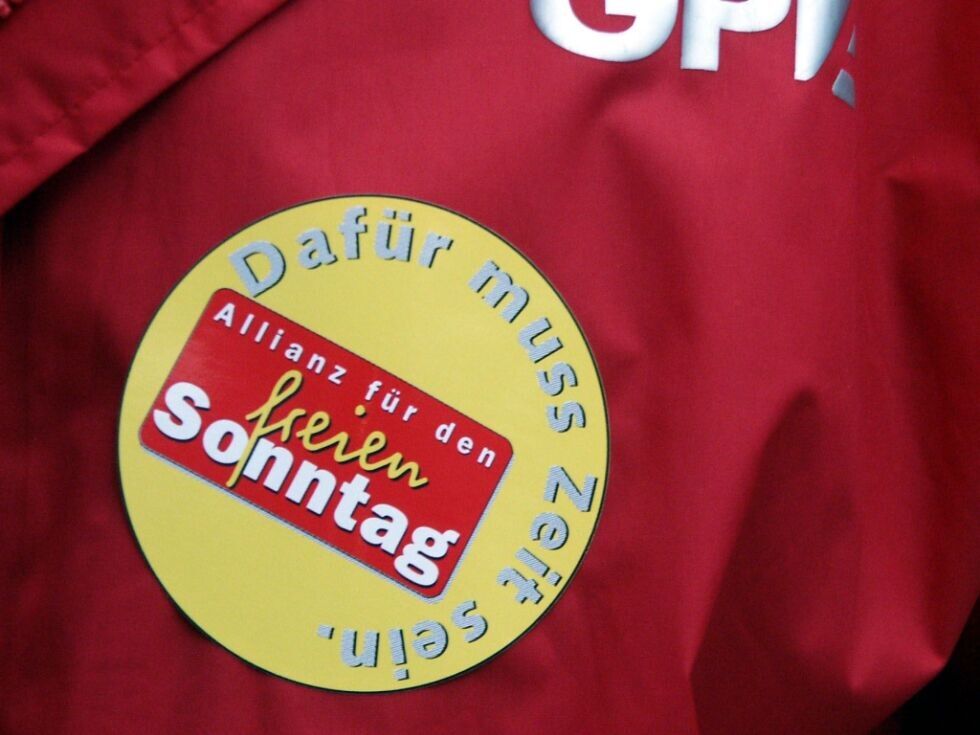 GPA
Dafür muss Zeit sein.
Allianz für den
freien
Sonntag